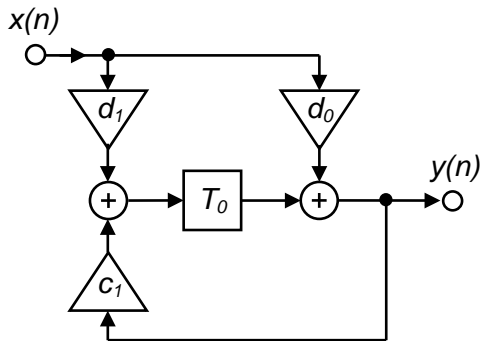 x(n)
d₁
d₀
y(n)
+
T₀
+
c₁